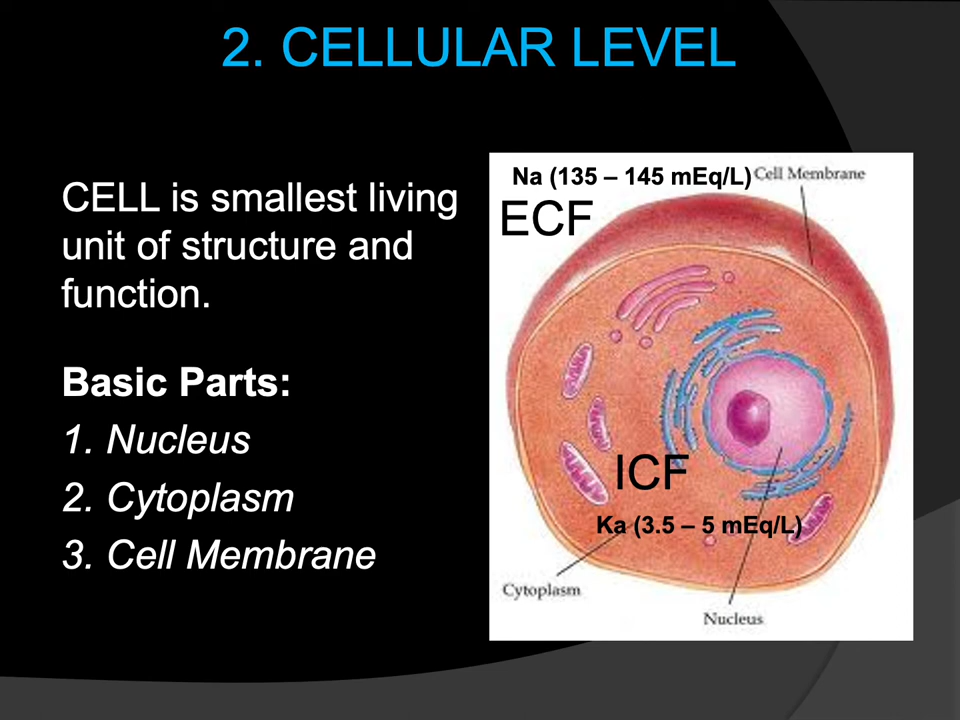 2. CELLULAR LEVEL
CELL is smallest living
unit of structure and
function.
Basic Parts:
1. Nucleus
2. Cytoplasm
3. Cell Membrane
Na (135 – 145 mEq/L)
Cell Membrane
ECF
ICF
Ka (3.5 – 5 mEq/L)
Cytoplasm
Nucleus